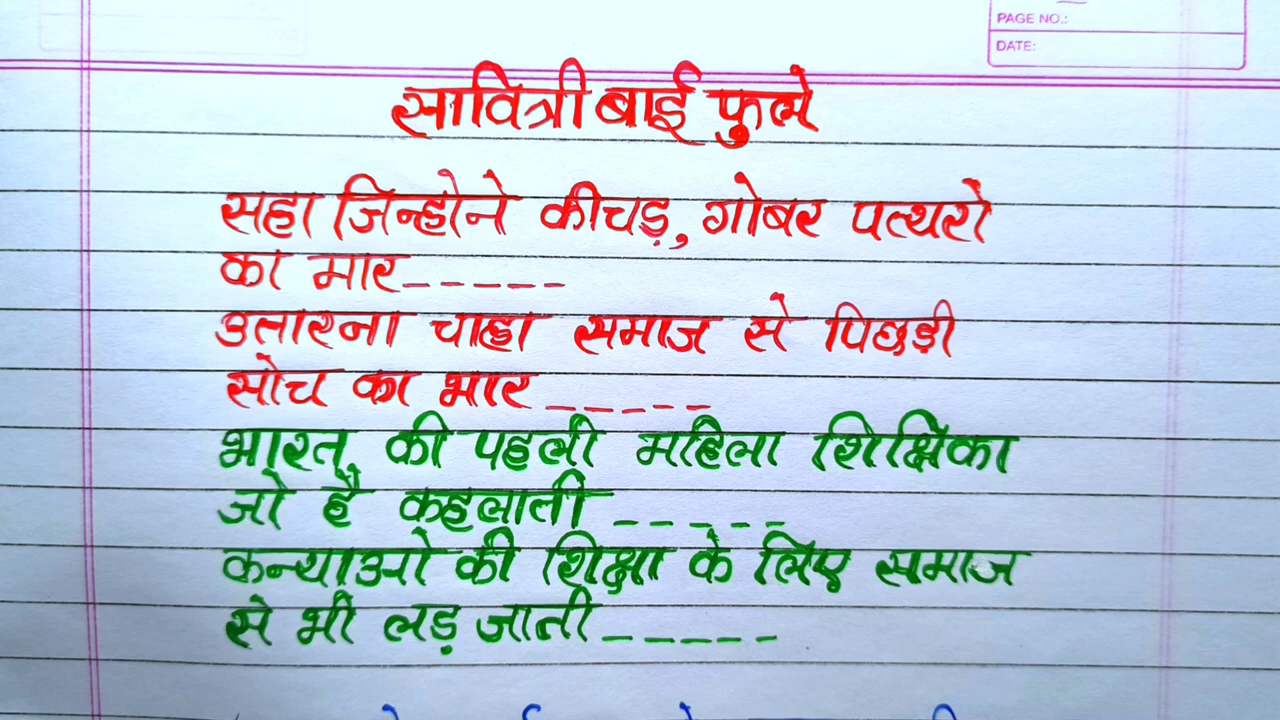 PAGE NO.:
DATE:
सावित्रीबाई फुले
सहा जिन्होने कीचड़, गोबर पत्थरो
का मार-----
उतारना चाहा समाज से पिछड़ी
सोच का भार-----
भारत की पहली महिला शिक्षिका
जो है कहलाती -----
कन्याओ की शिक्षा के लिए समाज
से भी लड़ जाती-----